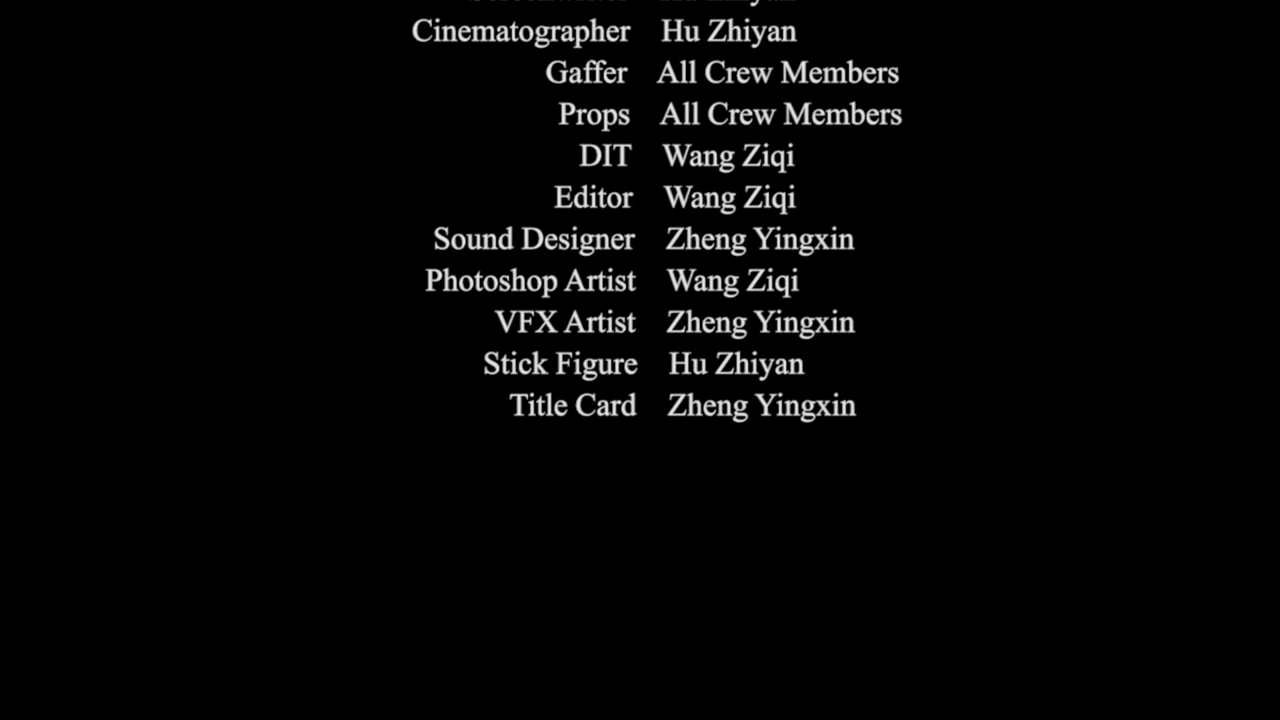 Cinematographer Hu Zhiyan
Gaffer All Crew Members
Props All Crew Members
DIT Wang Ziqi
Editor Wang Ziqi
Sound Designer Zheng Yingxin
Photoshop Artist Wang Ziqi
VFX Artist Zheng Yingxin
Stick Figure Hu Zhiyan
Title Card Zheng Yingxin